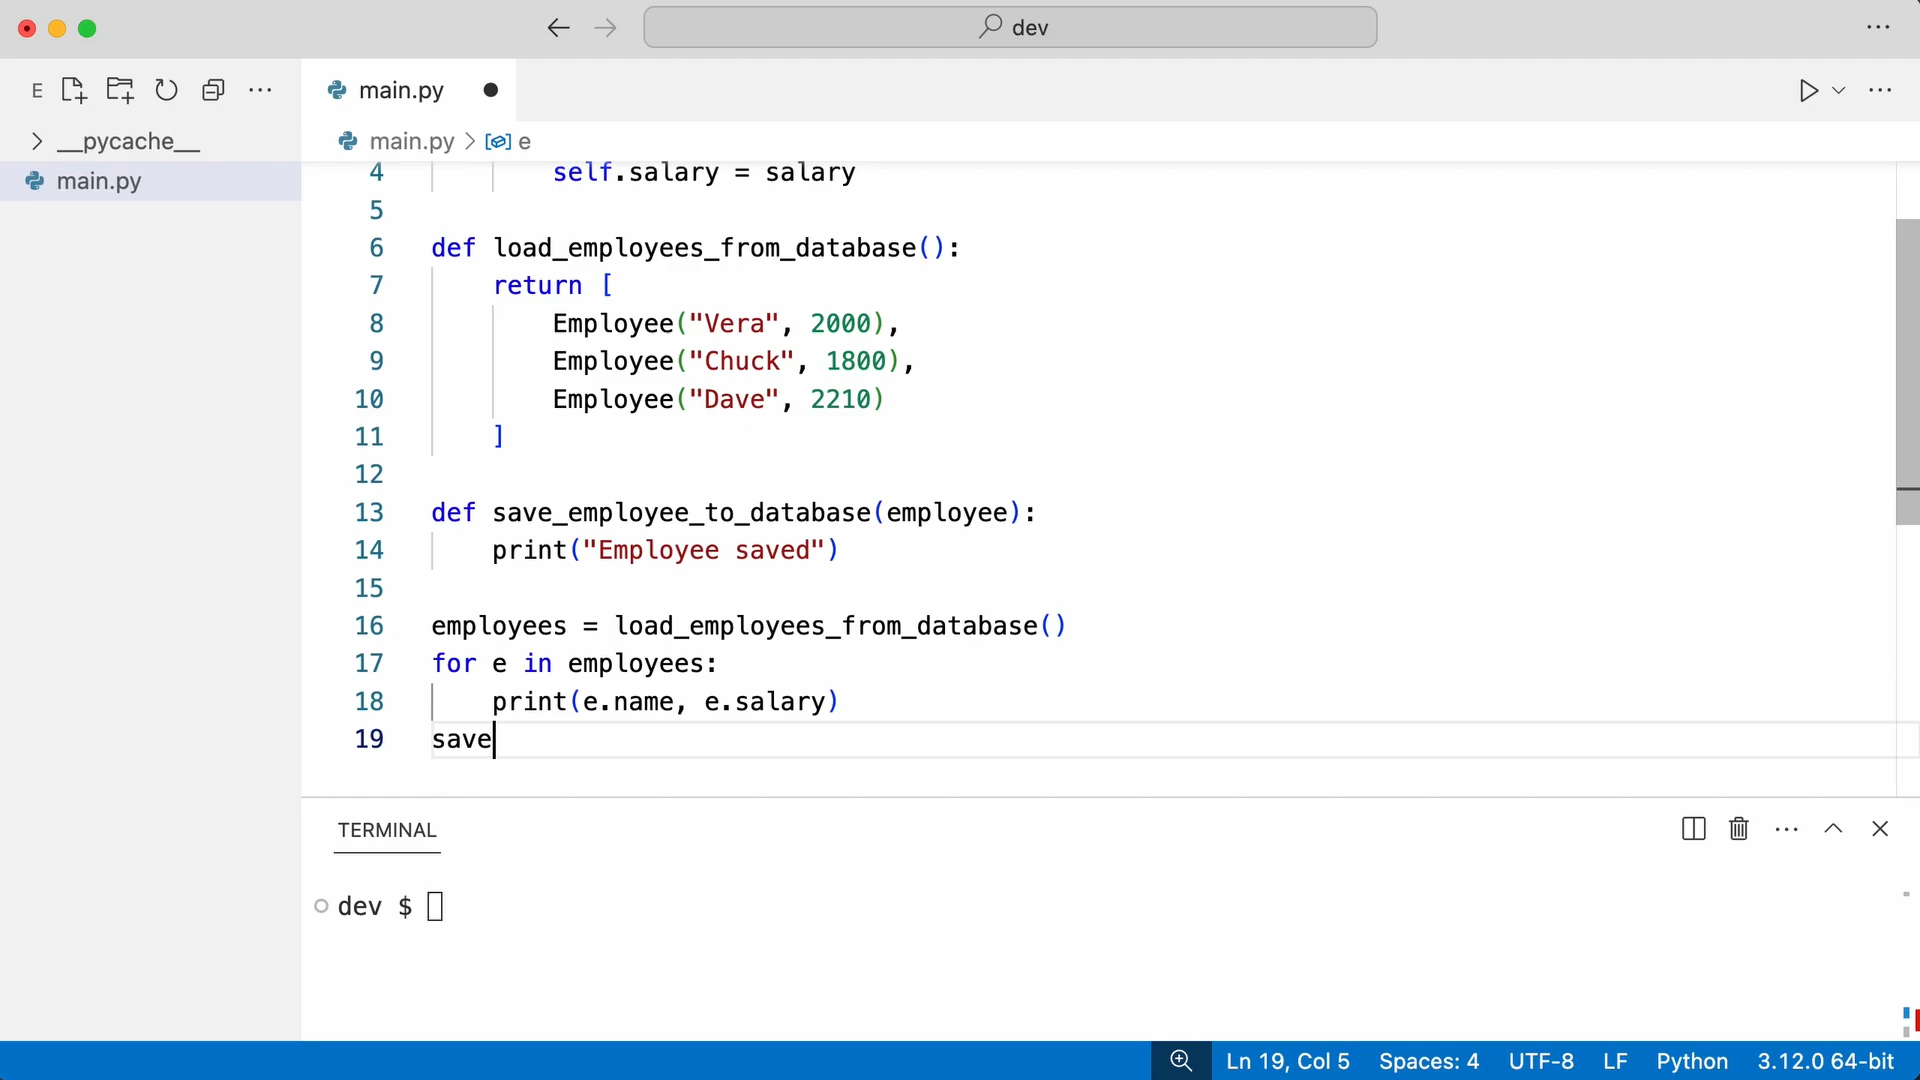 dev
E
main.py
__pycache__
main.py > e
main.py
4 self.salary = salary
5
6 def load_employees_from_database():
7 return [
8 Employee("Vera", 2000),
9 Employee("Chuck", 1800),
10 Employee("Dave", 2210)
11 ]
12
13 def save_employee_to_database(employee):
14 print("Employee saved")
15
16 employees = load_employees_from_database()
17 for e in employees:
18 print(e.name, e.salary)
19 save
TERMINAL
dev $
Ln 19, Col 5 Spaces: 4 UTF-8 LF Python 3.12.0 64-bit